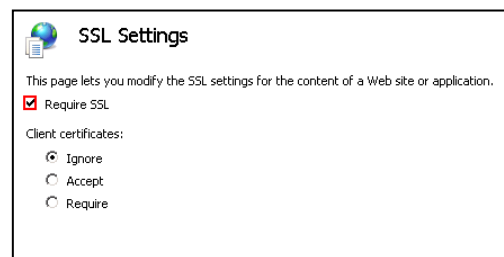 SSL Settings
This page lets you modify the SSL settings for the content of a Web site or application.
Require SSL
Client certificates:
Ignore
Accept
Require